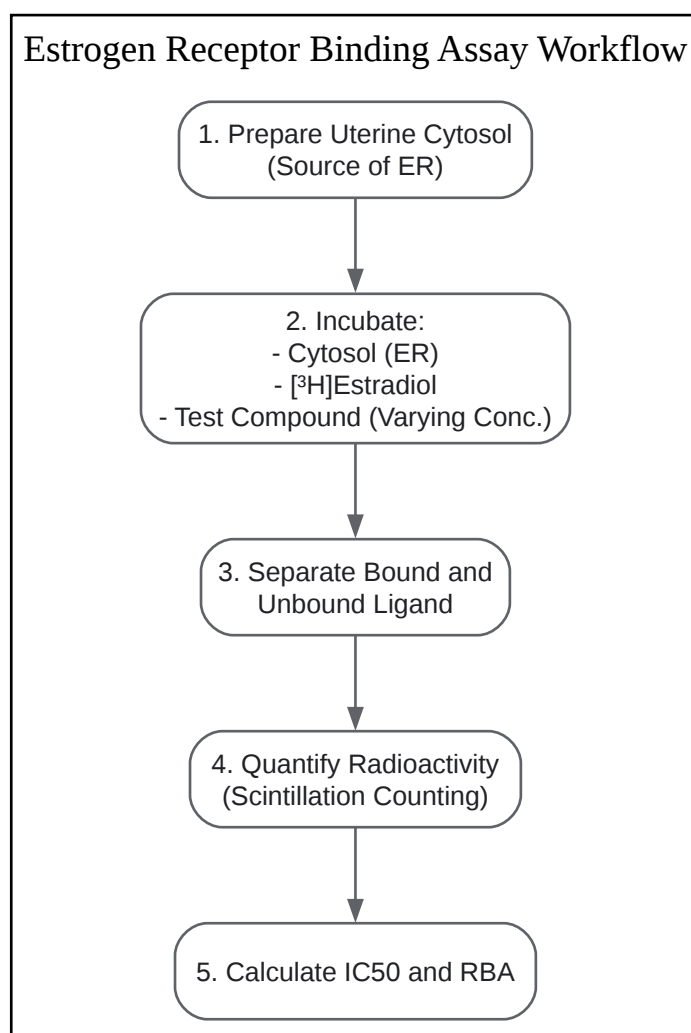 Estrogen Receptor Binding Assay Workflow
1. Prepare Uterine Cytosol
(Source of ER)
2. Incubate:
- Cytosol (ER)
- [³H]Estradiol
- Test Compound (Varying Conc.)
3. Separate Bound and
Unbound Ligand
4. Quantify Radioactivity
(Scintillation Counting)
5. Calculate IC50 and RBA